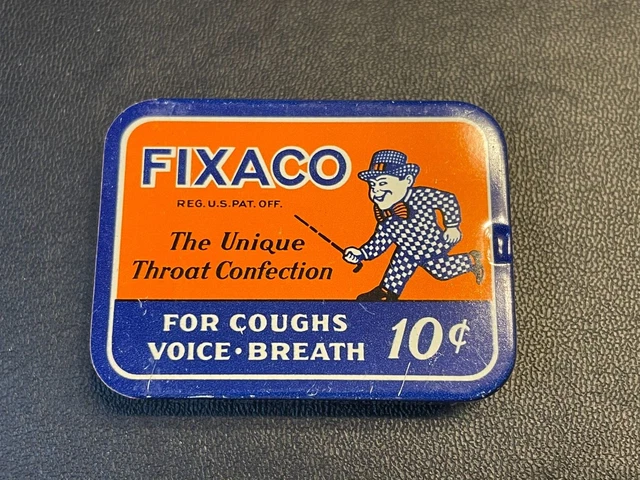 FIXACO
REG. U.S. PAT. OFF.
The Unique
Throat Confection
FOR COUGHS
VOICE • BREATH
10¢